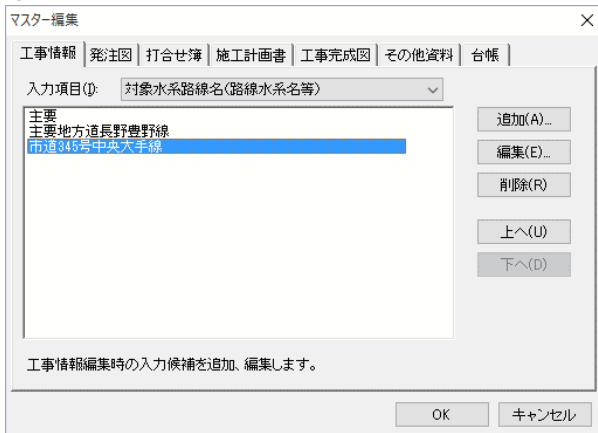 マスター編集
工事情報 発注図 打合せ簿 施工計画書 工事完成図 その他資料 台帳
入力項目(I): 対象水系路線名(路線水系名等)
主要
主要地方道長野豊野線
市道345号中央大手線
追加(A)...
編集(E)...
削除(R)
上へ(U)
下へ(D)
工事情報編集時の入力候補を追加、編集します。
OK キャンセル